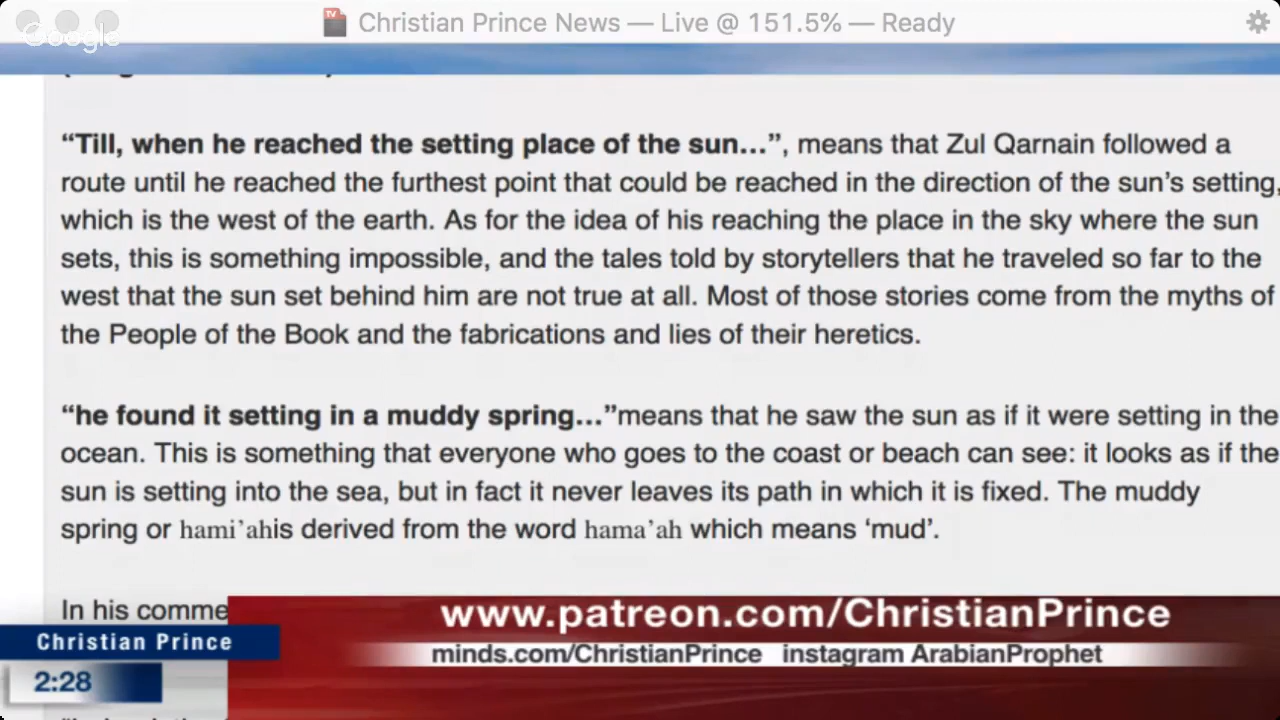 Christian Prince News — Live @ 151.5% — Ready
TV
Google
“Till, when he reached the setting place of the sun...”, means that Zul Qarnain followed a
route until he reached the furthest point that could be reached in the direction of the sun’s setting,
which is the west of the earth. As for the idea of his reaching the place in the sky where the sun
sets, this is something impossible, and the tales told by storytellers that he traveled so far to the
west that the sun set behind him are not true at all. Most of those stories come from the myths of
the People of the Book and the fabrications and lies of their heretics.
“he found it setting in a muddy spring...”means that he saw the sun as if it were setting in the
ocean. This is something that everyone who goes to the coast or beach can see: it looks as if the
sun is setting into the sea, but in fact it never leaves its path in which it is fixed. The muddy
spring or hami’ahis derived from the word hama’ah which means ‘mud’.
In his comme
www.patreon.com/ChristianPrince
Christian Prince
minds.com/ChristianPrince instagram ArabianProphet
2:28